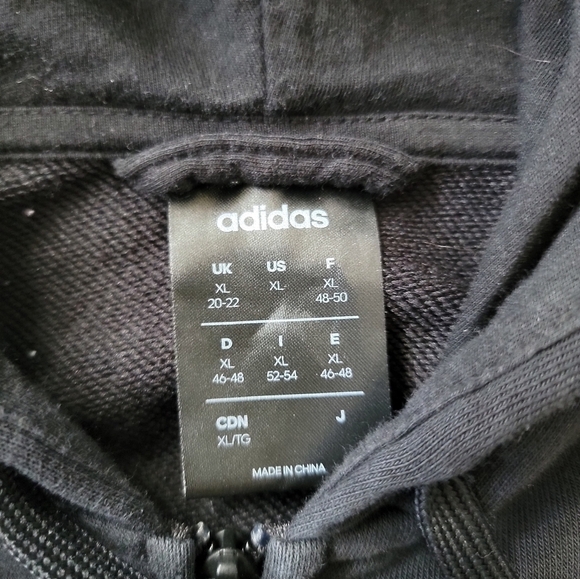 adidas
UK US F
XL XL XL
20-22 48-50
D I E
XL XL XL
46-48 52-54 46-48
CDN J
XL/TG
MADE IN CHINA